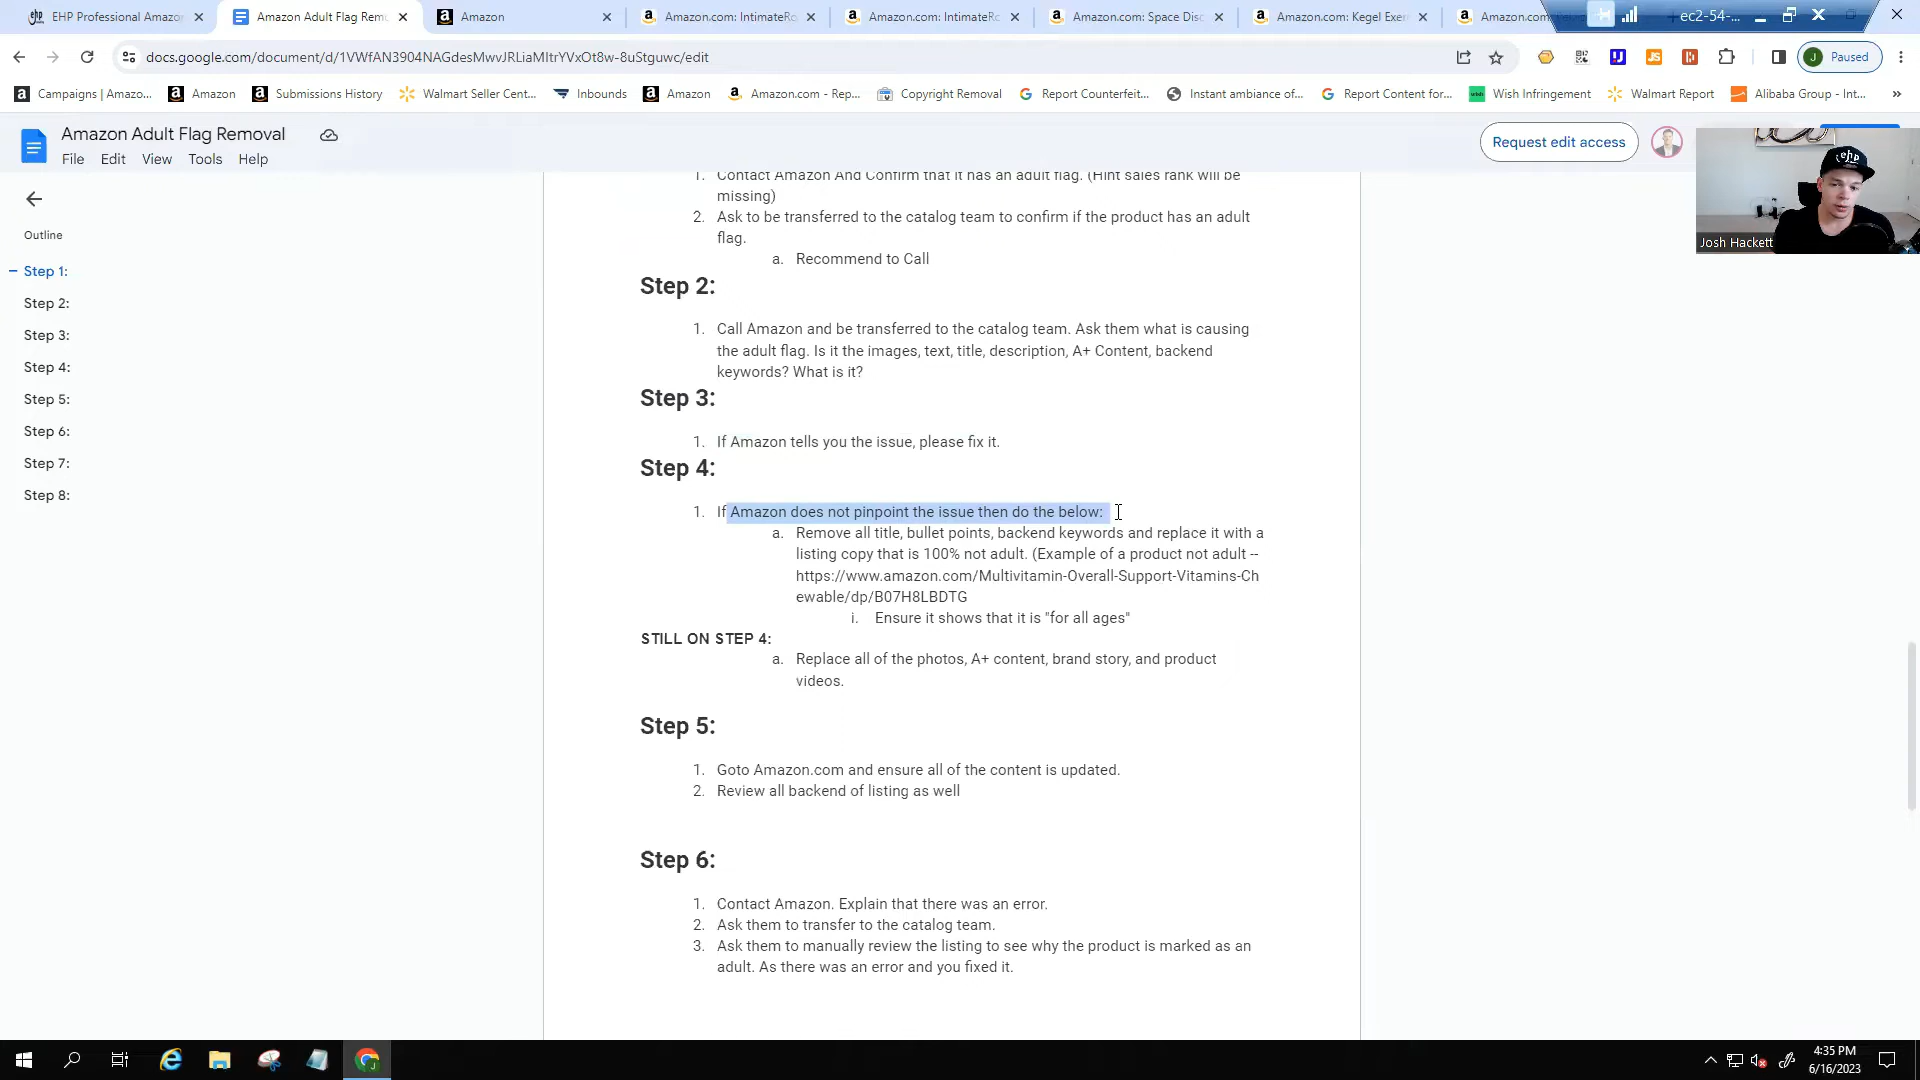 EHP Professional Amazon
Amazon Adult Flag Remo
Amazon
Amazon.com: IntimateRo
Amazon.com: IntimateRo
Amazon.com: Space Disc
Amazon.com: Kegel Exer
Amazon.com
ec2-54-...
docs.google.com/document/d/1VWfAN3904NAGdesMwvJRLiaMItrYVxOt8w-8uStguwc/edit
Paused
Campaigns | Amazo...
Amazon
Submissions History
Walmart Seller Cent...
Inbounds
Amazon
Amazon.com - Rep...
Copyright Removal
Report Counterfeit...
Instant ambiance of...
Report Content for...
Wish Infringement
Walmart Report
Alibaba Group - Int...
Amazon Adult Flag Removal
File Edit View Tools Help
Request edit access
ehp
Josh Hackett
Outline
Step 1:
Step 2:
Step 3:
Step 4:
Step 5:
Step 6:
Step 7:
Step 8:
1. Contact Amazon And Confirm that it has an adult flag. (Hint sales rank will be
missing)
2. Ask to be transferred to the catalog team to confirm if the product has an adult
flag.
a. Recommend to Call
Step 2:
1. Call Amazon and be transferred to the catalog team. Ask them what is causing
the adult flag. Is it the images, text, title, description, A+ Content, backend
keywords? What is it?
Step 3:
1. If Amazon tells you the issue, please fix it.
Step 4:
1. If Amazon does not pinpoint the issue then do the below:
a. Remove all title, bullet points, backend keywords and replace it with a
listing copy that is 100% not adult. (Example of a product not adult --
https://www.amazon.com/Multivitamin-Overall-Support-Vitamins-Ch
ewable/dp/B07H8LBDTG
i. Ensure it shows that it is "for all ages"
STILL ON STEP 4:
a. Replace all of the photos, A+ content, brand story, and product
videos.
Step 5:
1. Goto Amazon.com and ensure all of the content is updated.
2. Review all backend of listing as well
Step 6:
1. Contact Amazon. Explain that there was an error.
2. Ask them to transfer to the catalog team.
3. Ask them to manually review the listing to see why the product is marked as an
adult. As there was an error and you fixed it.
4:35 PM
6/16/2023